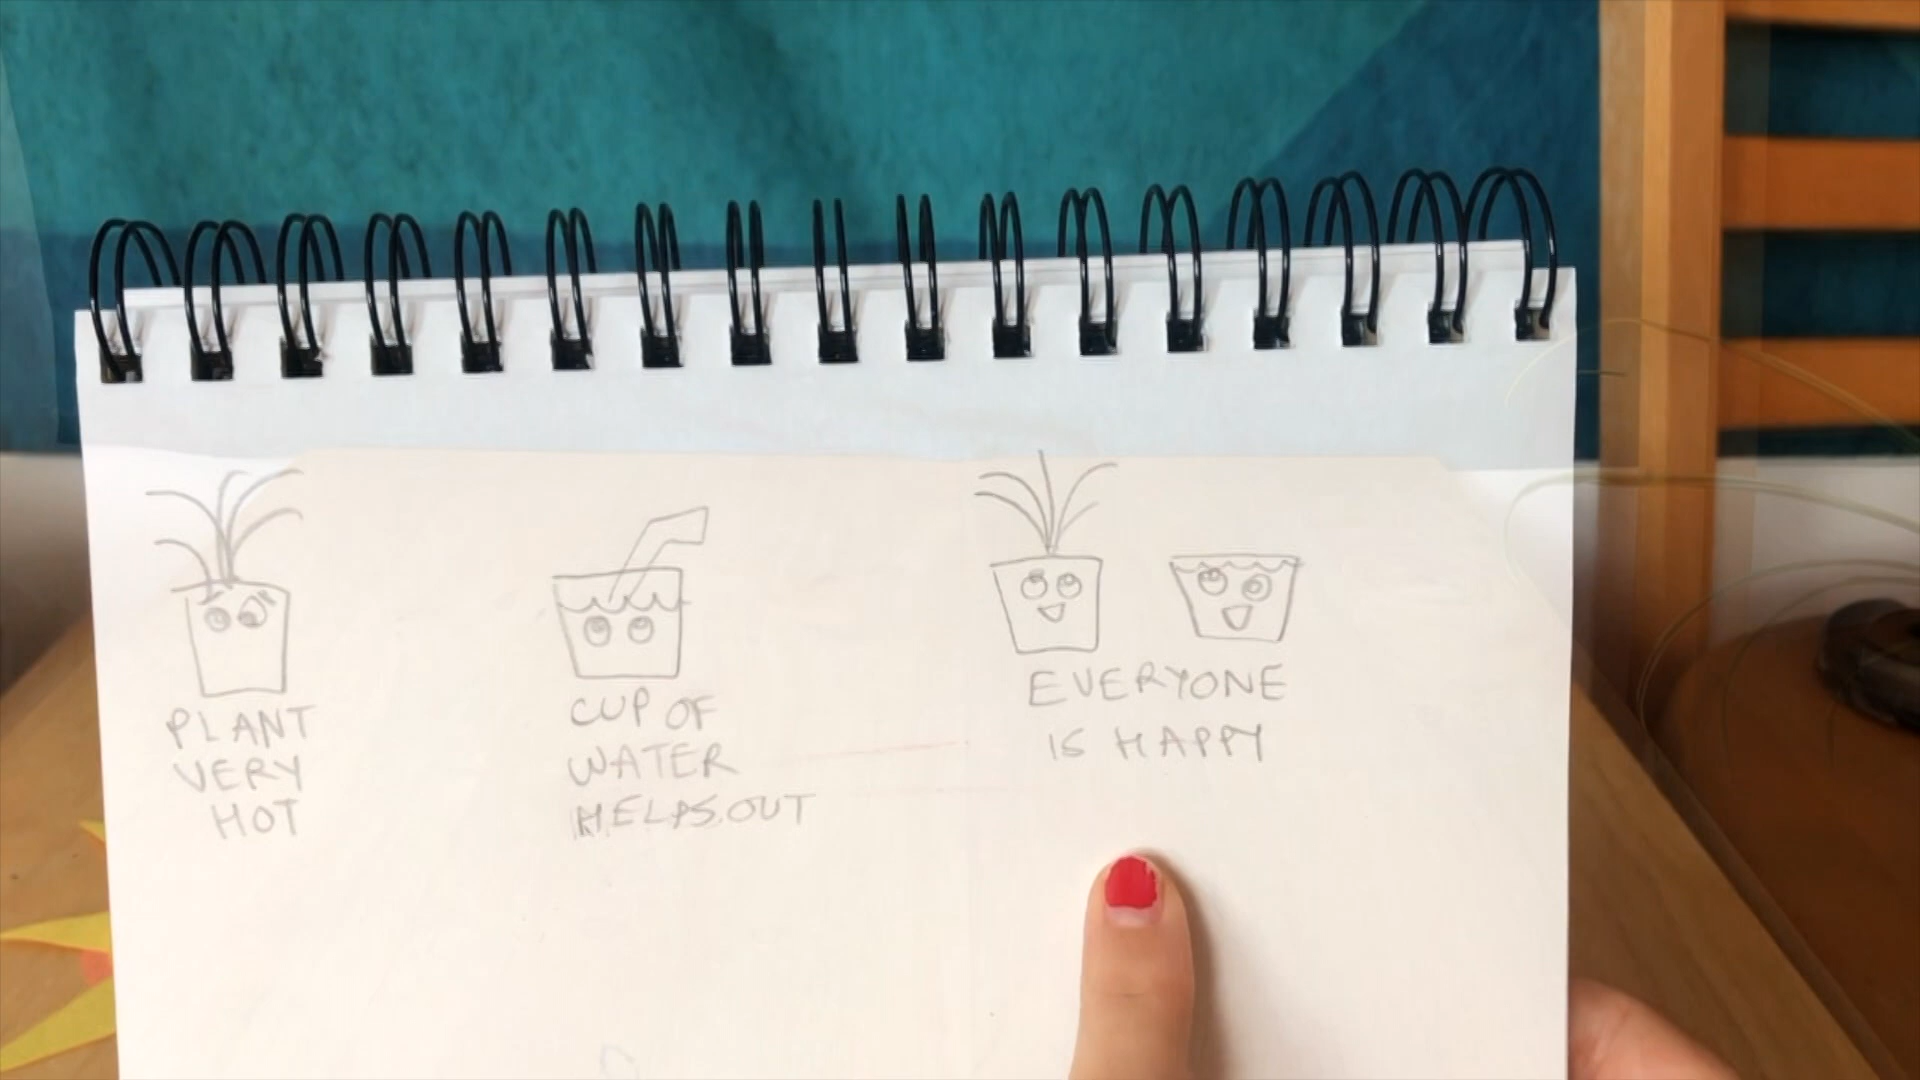 PLANT
VERY
HOT
CUP OF
WATER
HELPS OUT
EVERYONE
IS HAPPY